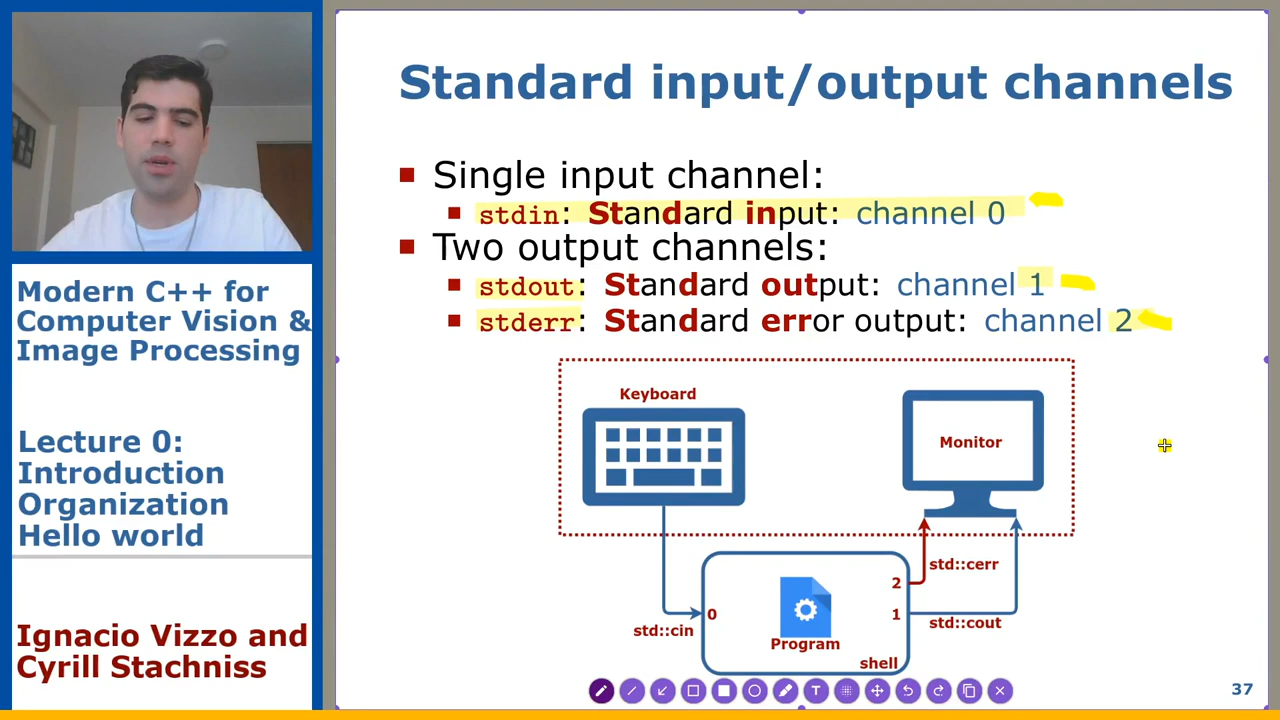 Standard input/output channels
Single input channel:
stdin: Standard input: channel 0
Two output channels:
stdout: Standard output: channel 1
stderr: Standard error output: channel 2
Keyboard
Monitor
std::cerr
2
0
1
std::cin
std::cout
Program
shell
T
37
Modern C++ for
Computer Vision &
Image Processing
Lecture 0:
Introduction
Organization
Hello world
Ignacio Vizzo and
Cyrill Stachniss